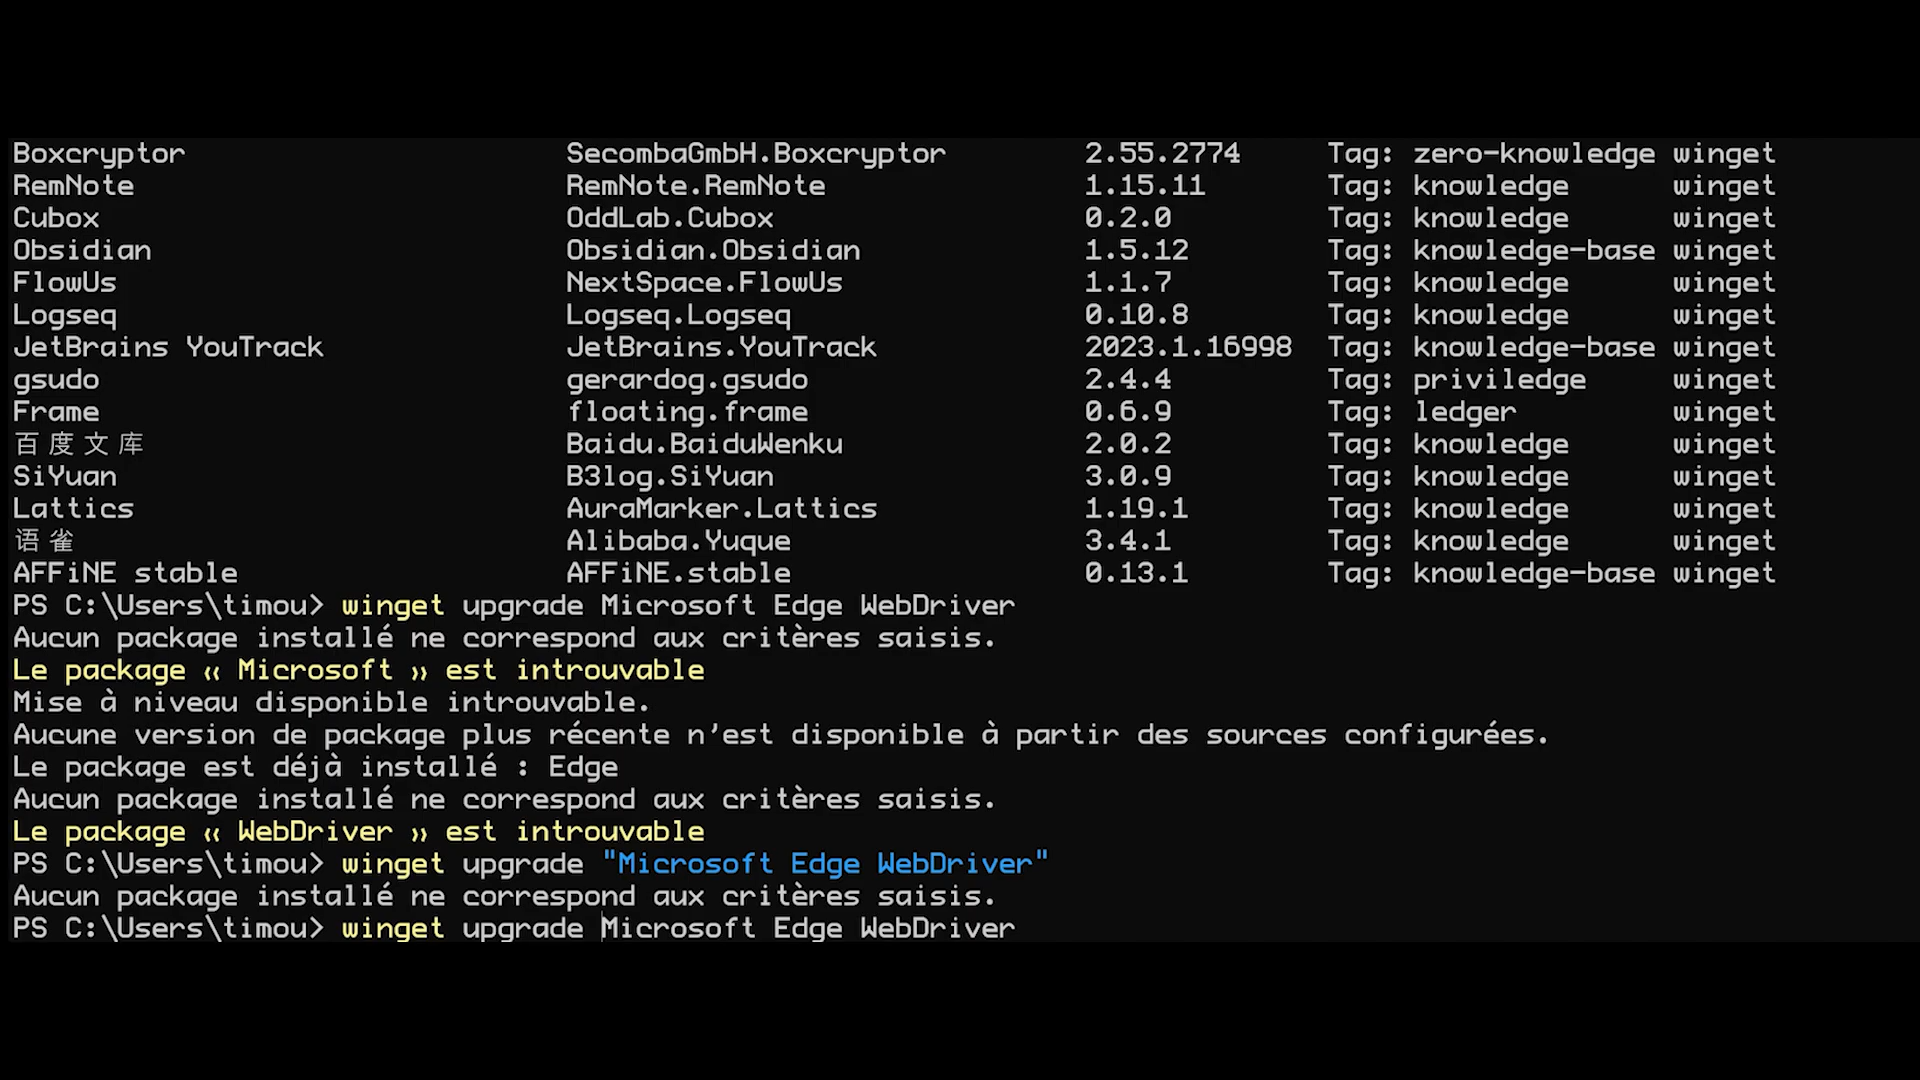 Boxcryptor SecombaGmbH.Boxcryptor 2.55.2774 Tag: zero-knowledge winget
RemNote RemNote.RemNote 1.15.11 Tag: knowledge winget
Cubox OddLab.Cubox 0.2.0 Tag: knowledge winget
Obsidian Obsidian.Obsidian 1.5.12 Tag: knowledge-base winget
FlowUs NextSpace.FlowUs 1.1.7 Tag: knowledge winget
Logseq Logseq.Logseq 0.10.8 Tag: knowledge winget
JetBrains YouTrack JetBrains.YouTrack 2023.1.16998 Tag: knowledge-base winget
gsudo gerardog.gsudo 2.4.4 Tag: priviledge winget
Frame floating.frame 0.6.9 Tag: ledger winget
百度文库 Baidu.BaiduWenku 2.0.2 Tag: knowledge winget
SiYuan B3log.SiYuan 3.0.9 Tag: knowledge winget
Lattics AuraMarker.Lattics 1.19.1 Tag: knowledge winget
语雀 Alibaba.Yuque 3.4.1 Tag: knowledge winget
AFFiNE stable AFFiNE.stable 0.13.1 Tag: knowledge-base winget
PS C:\Users\timou> winget upgrade Microsoft Edge WebDriver
Aucun package installé ne correspond aux critères saisis.
Le package « Microsoft » est introuvable
Mise à niveau disponible introuvable.
Aucune version de package plus récente n’est disponible à partir des sources configurées.
Le package est déjà installé : Edge
Aucun package installé ne correspond aux critères saisis.
Le package « WebDriver » est introuvable
PS C:\Users\timou> winget upgrade "Microsoft Edge WebDriver"
Aucun package installé ne correspond aux critères saisis.
PS C:\Users\timou> winget upgrade Microsoft Edge WebDriver